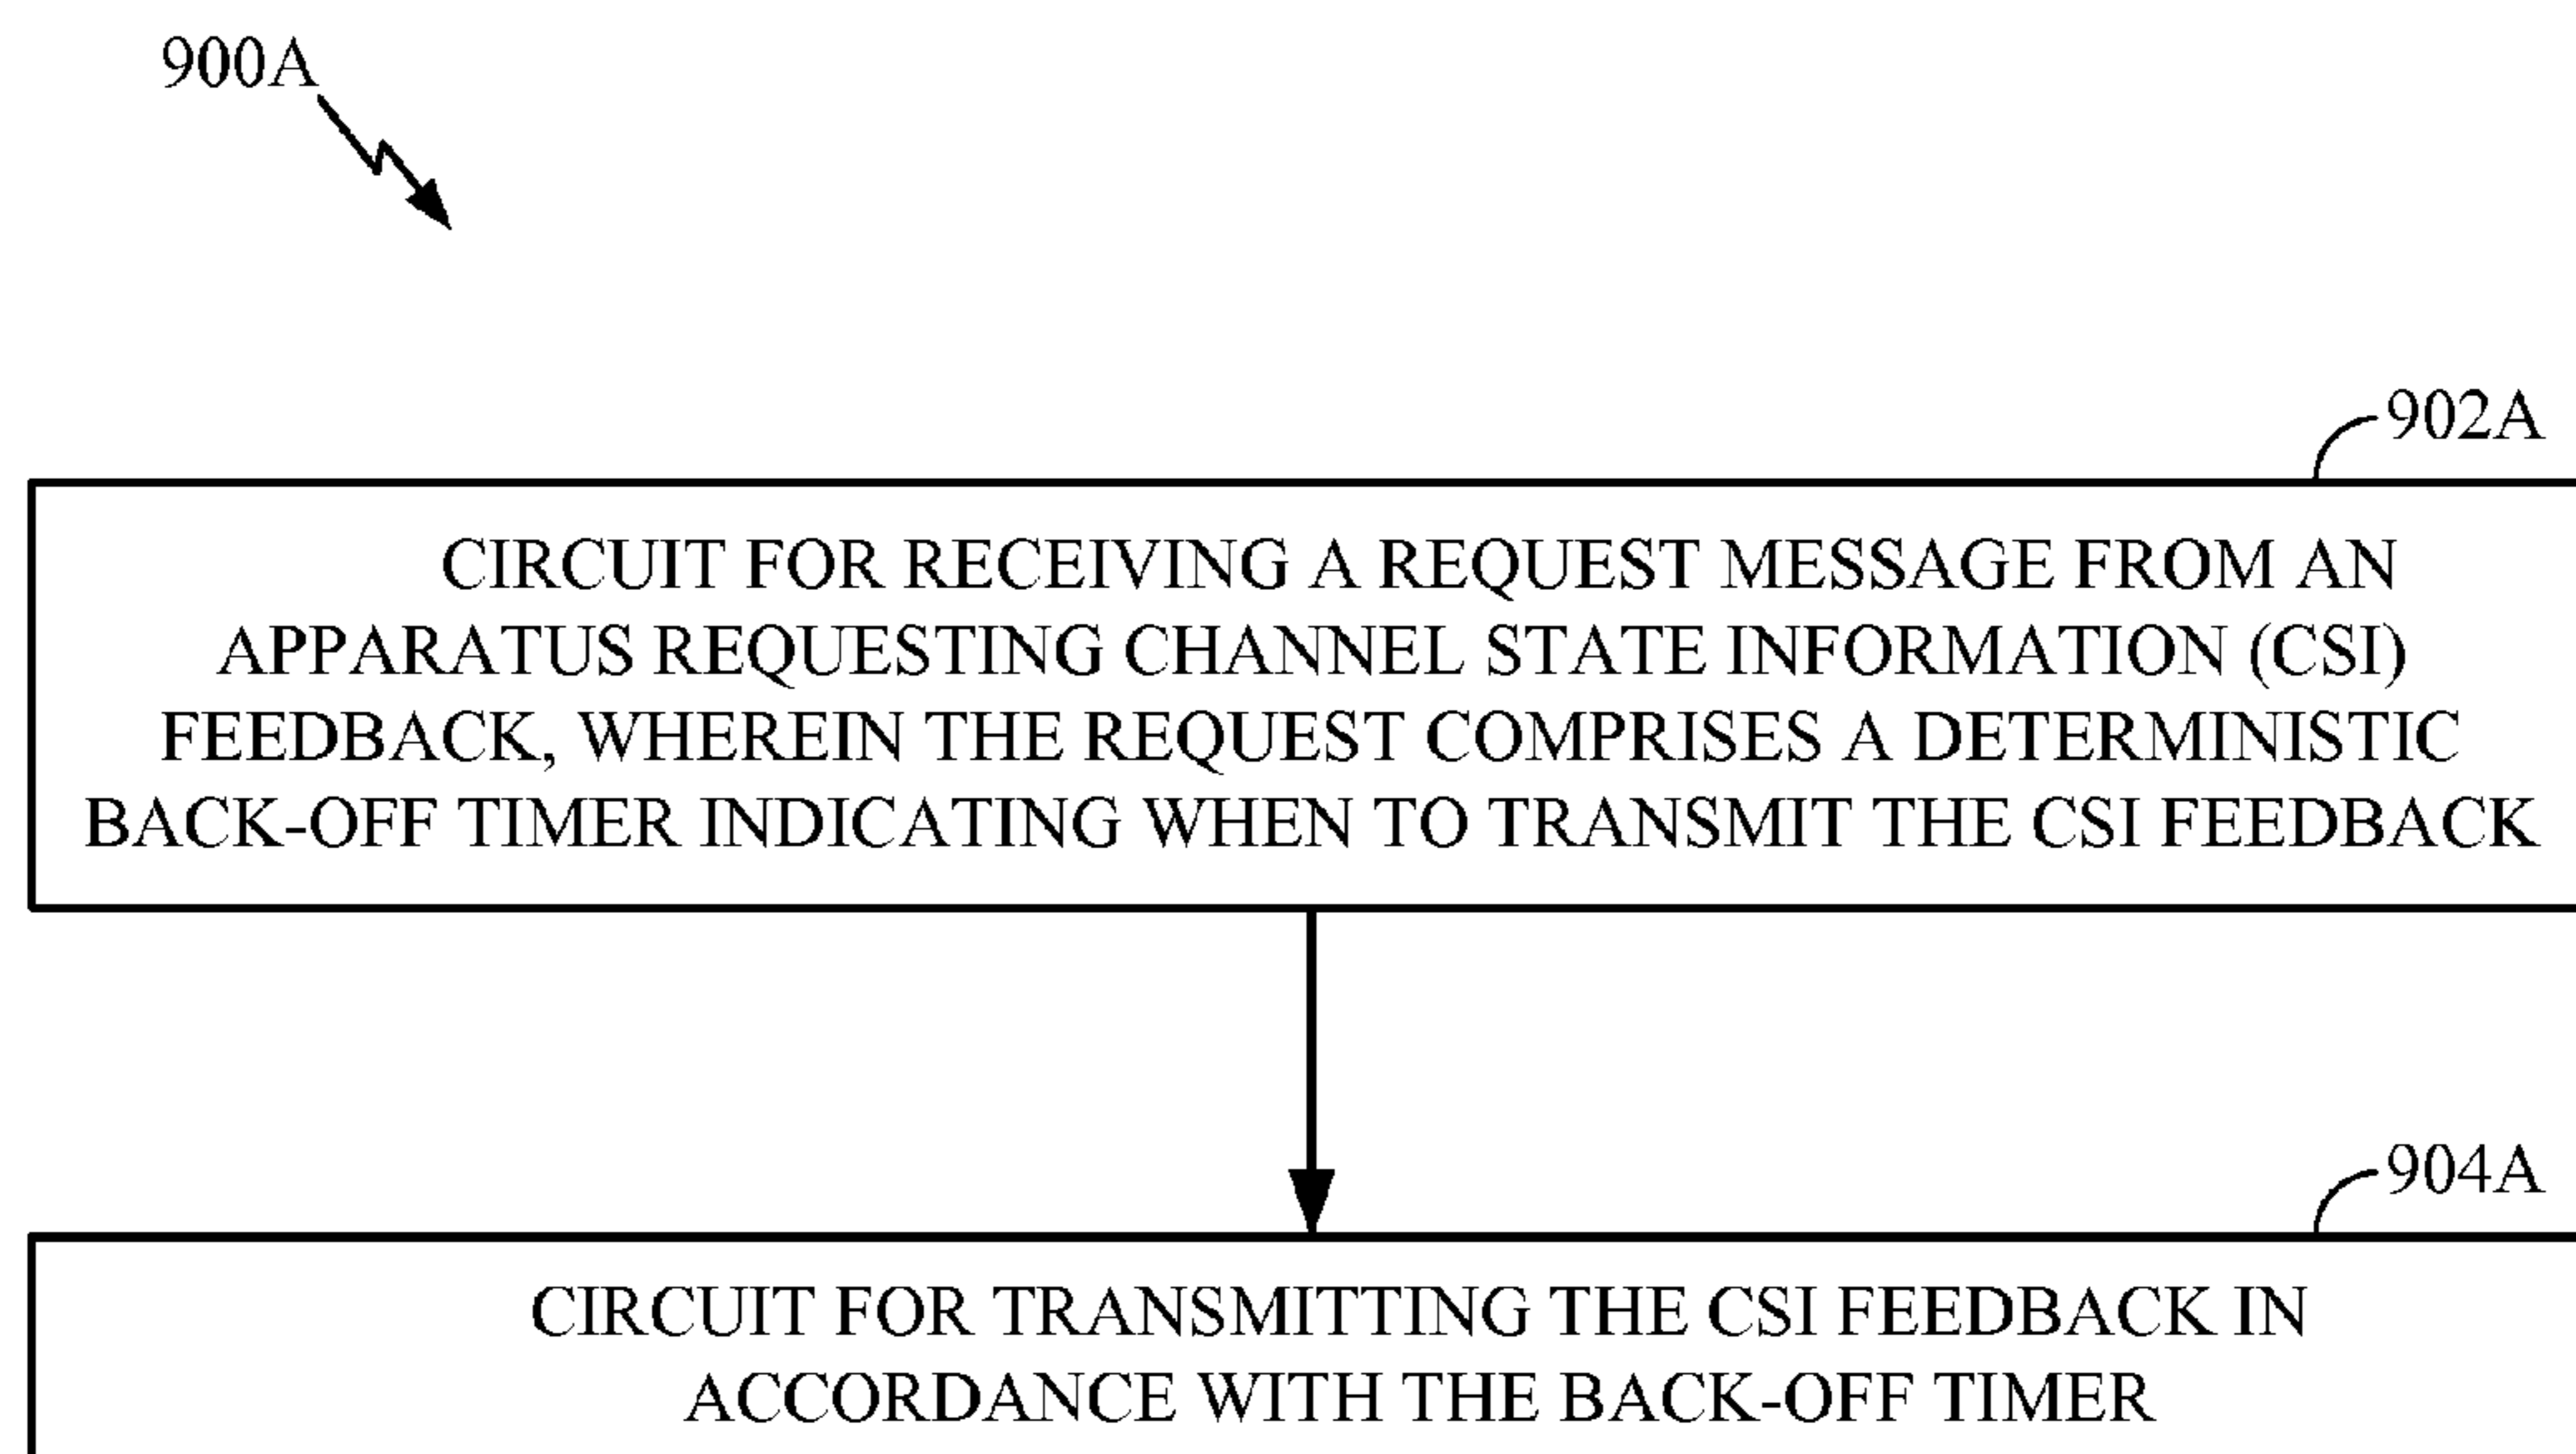 900A
902A
CIRCUIT FOR RECEIVING A REQUEST MESSAGE FROM AN
APPARATUS REQUESTING CHANNEL STATE INFORMATION (CSI)
FEEDBACK, WHEREIN THE REQUEST COMPRISES A DETERMINISTIC
BACK-OFF TIMER INDICATING WHEN TO TRANSMIT THE CSI FEEDBACK
904A
CIRCUIT FOR TRANSMITTING THE CSI FEEDBACK IN
ACCORDANCE WITH THE BACK-OFF TIMER